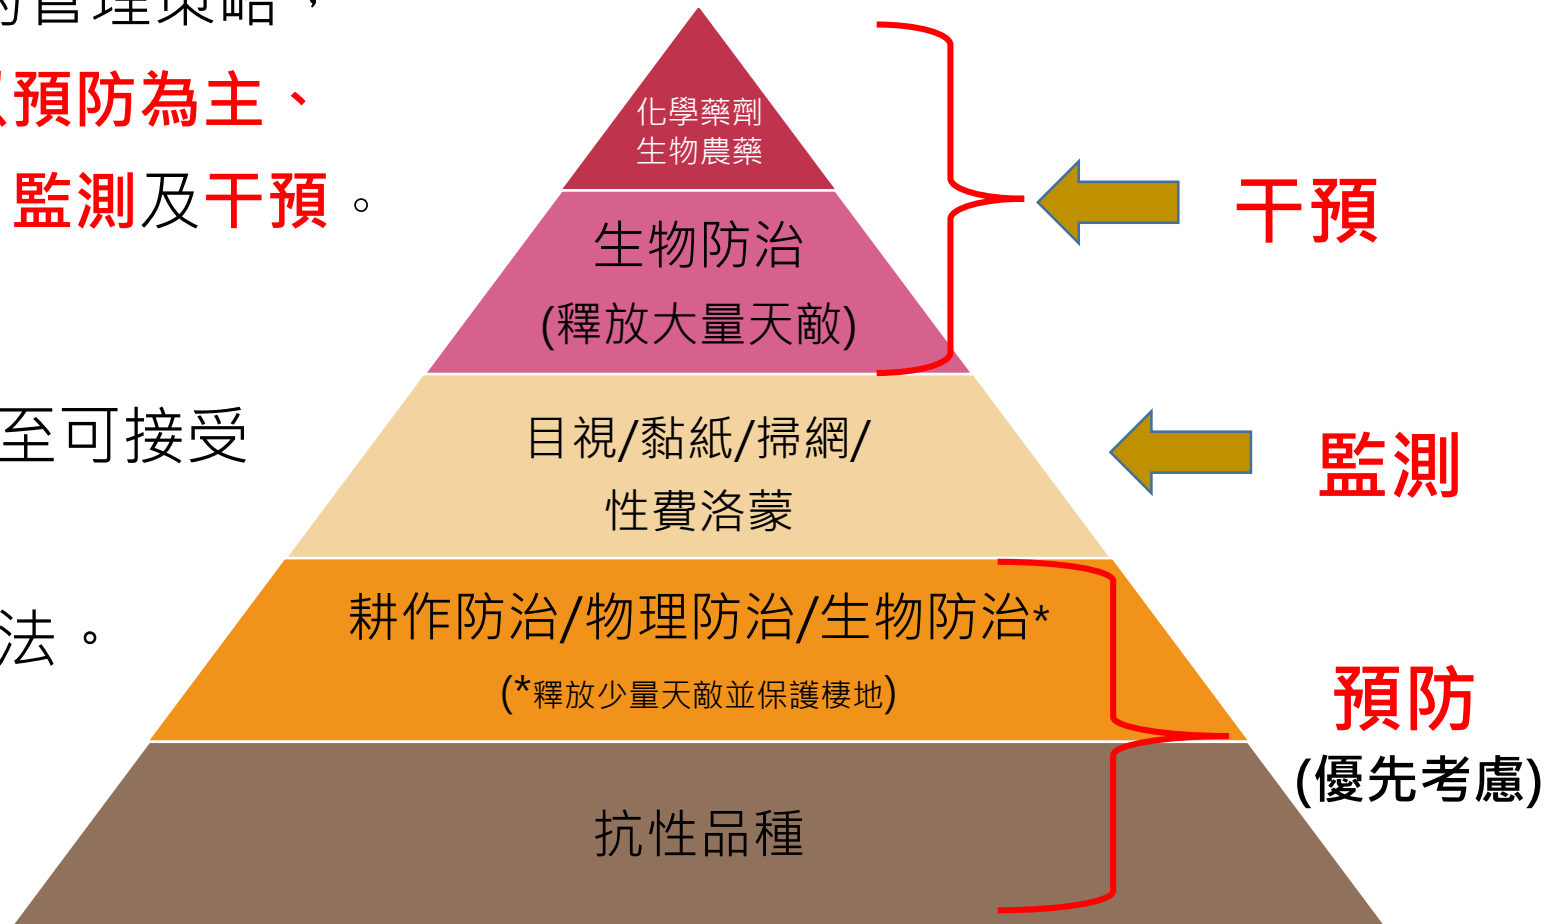 管理策略，
預防為主、
監測及干預。
至可接受
法。
化學藥劑
生物農藥
生物防治
(釋放大量天敵)
干預
目視/黏紙/掃網/
性費洛蒙
監測
耕作防治/物理防治/生物防治*
(*釋放少量天敵並保護棲地)
預防
(優先考慮)
抗性品種